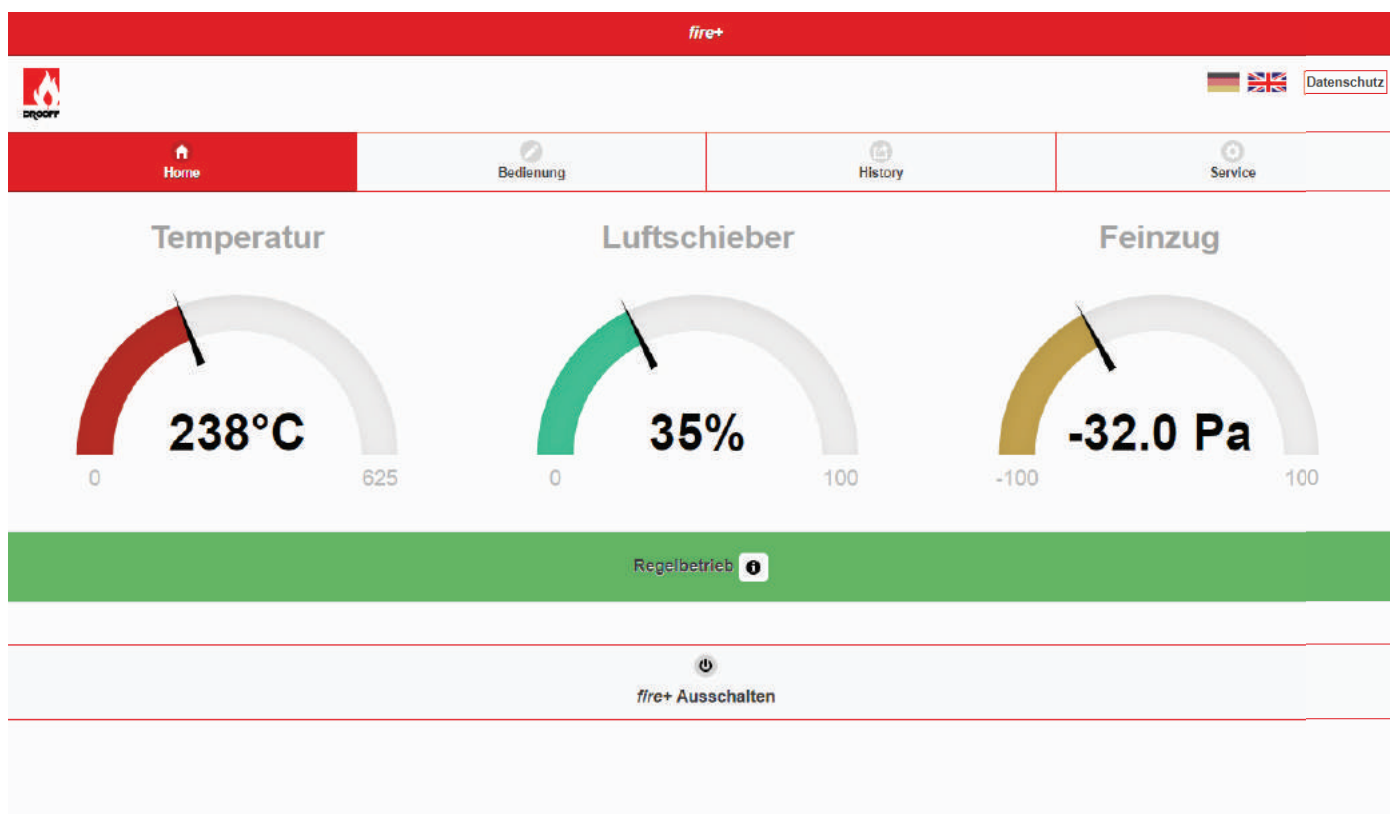 fire+
DROOFF
Datenschutz
Home
Bedienung
History
Service
Temperatur
Luftschieber
Feinzug
238°C
35%
-32.0 Pa
0
625
0
100
-100
100
Regelbetrieb
fire+ Ausschalten